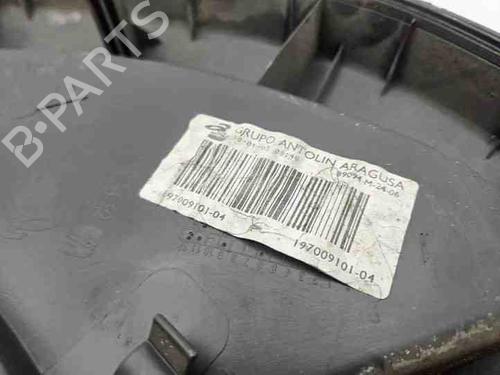 B-PARTS
GRUPO ANTOLIN ARAGUSA
89094 M-24-06
197009101-04
197009101-04